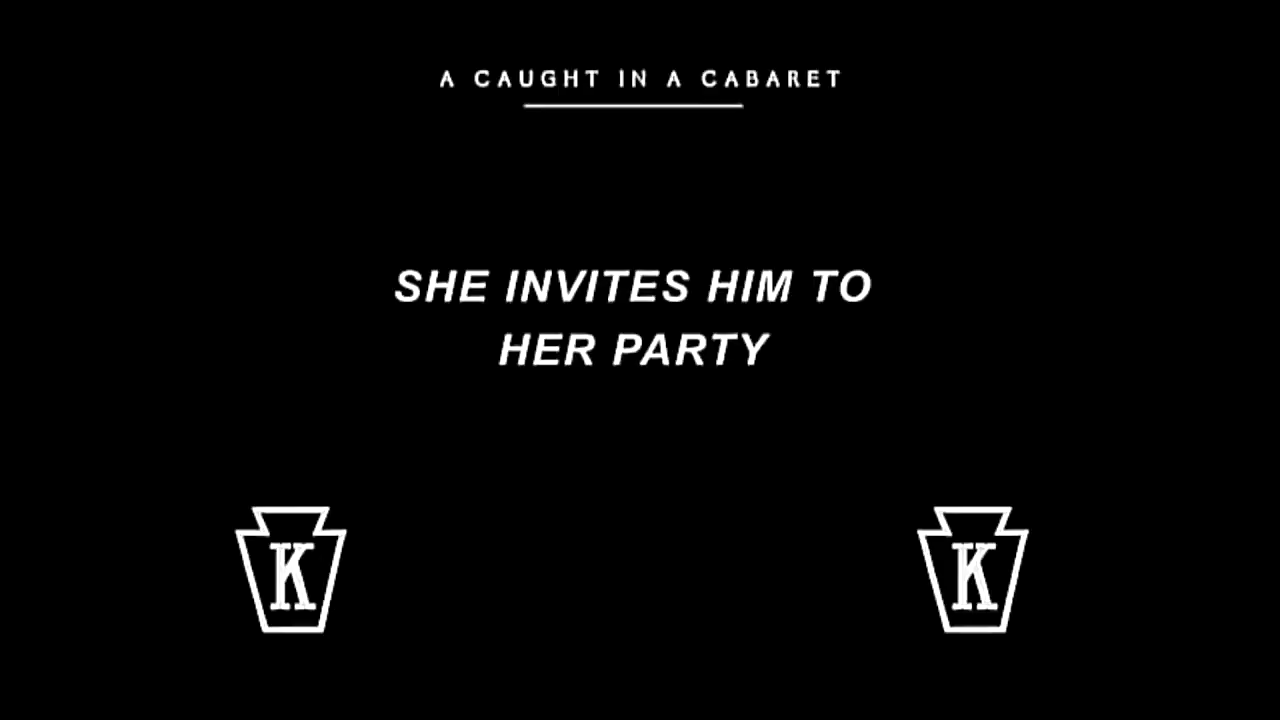 A CAUGHT IN A CABARET
SHE INVITES HIM TO
HER PARTY
K K